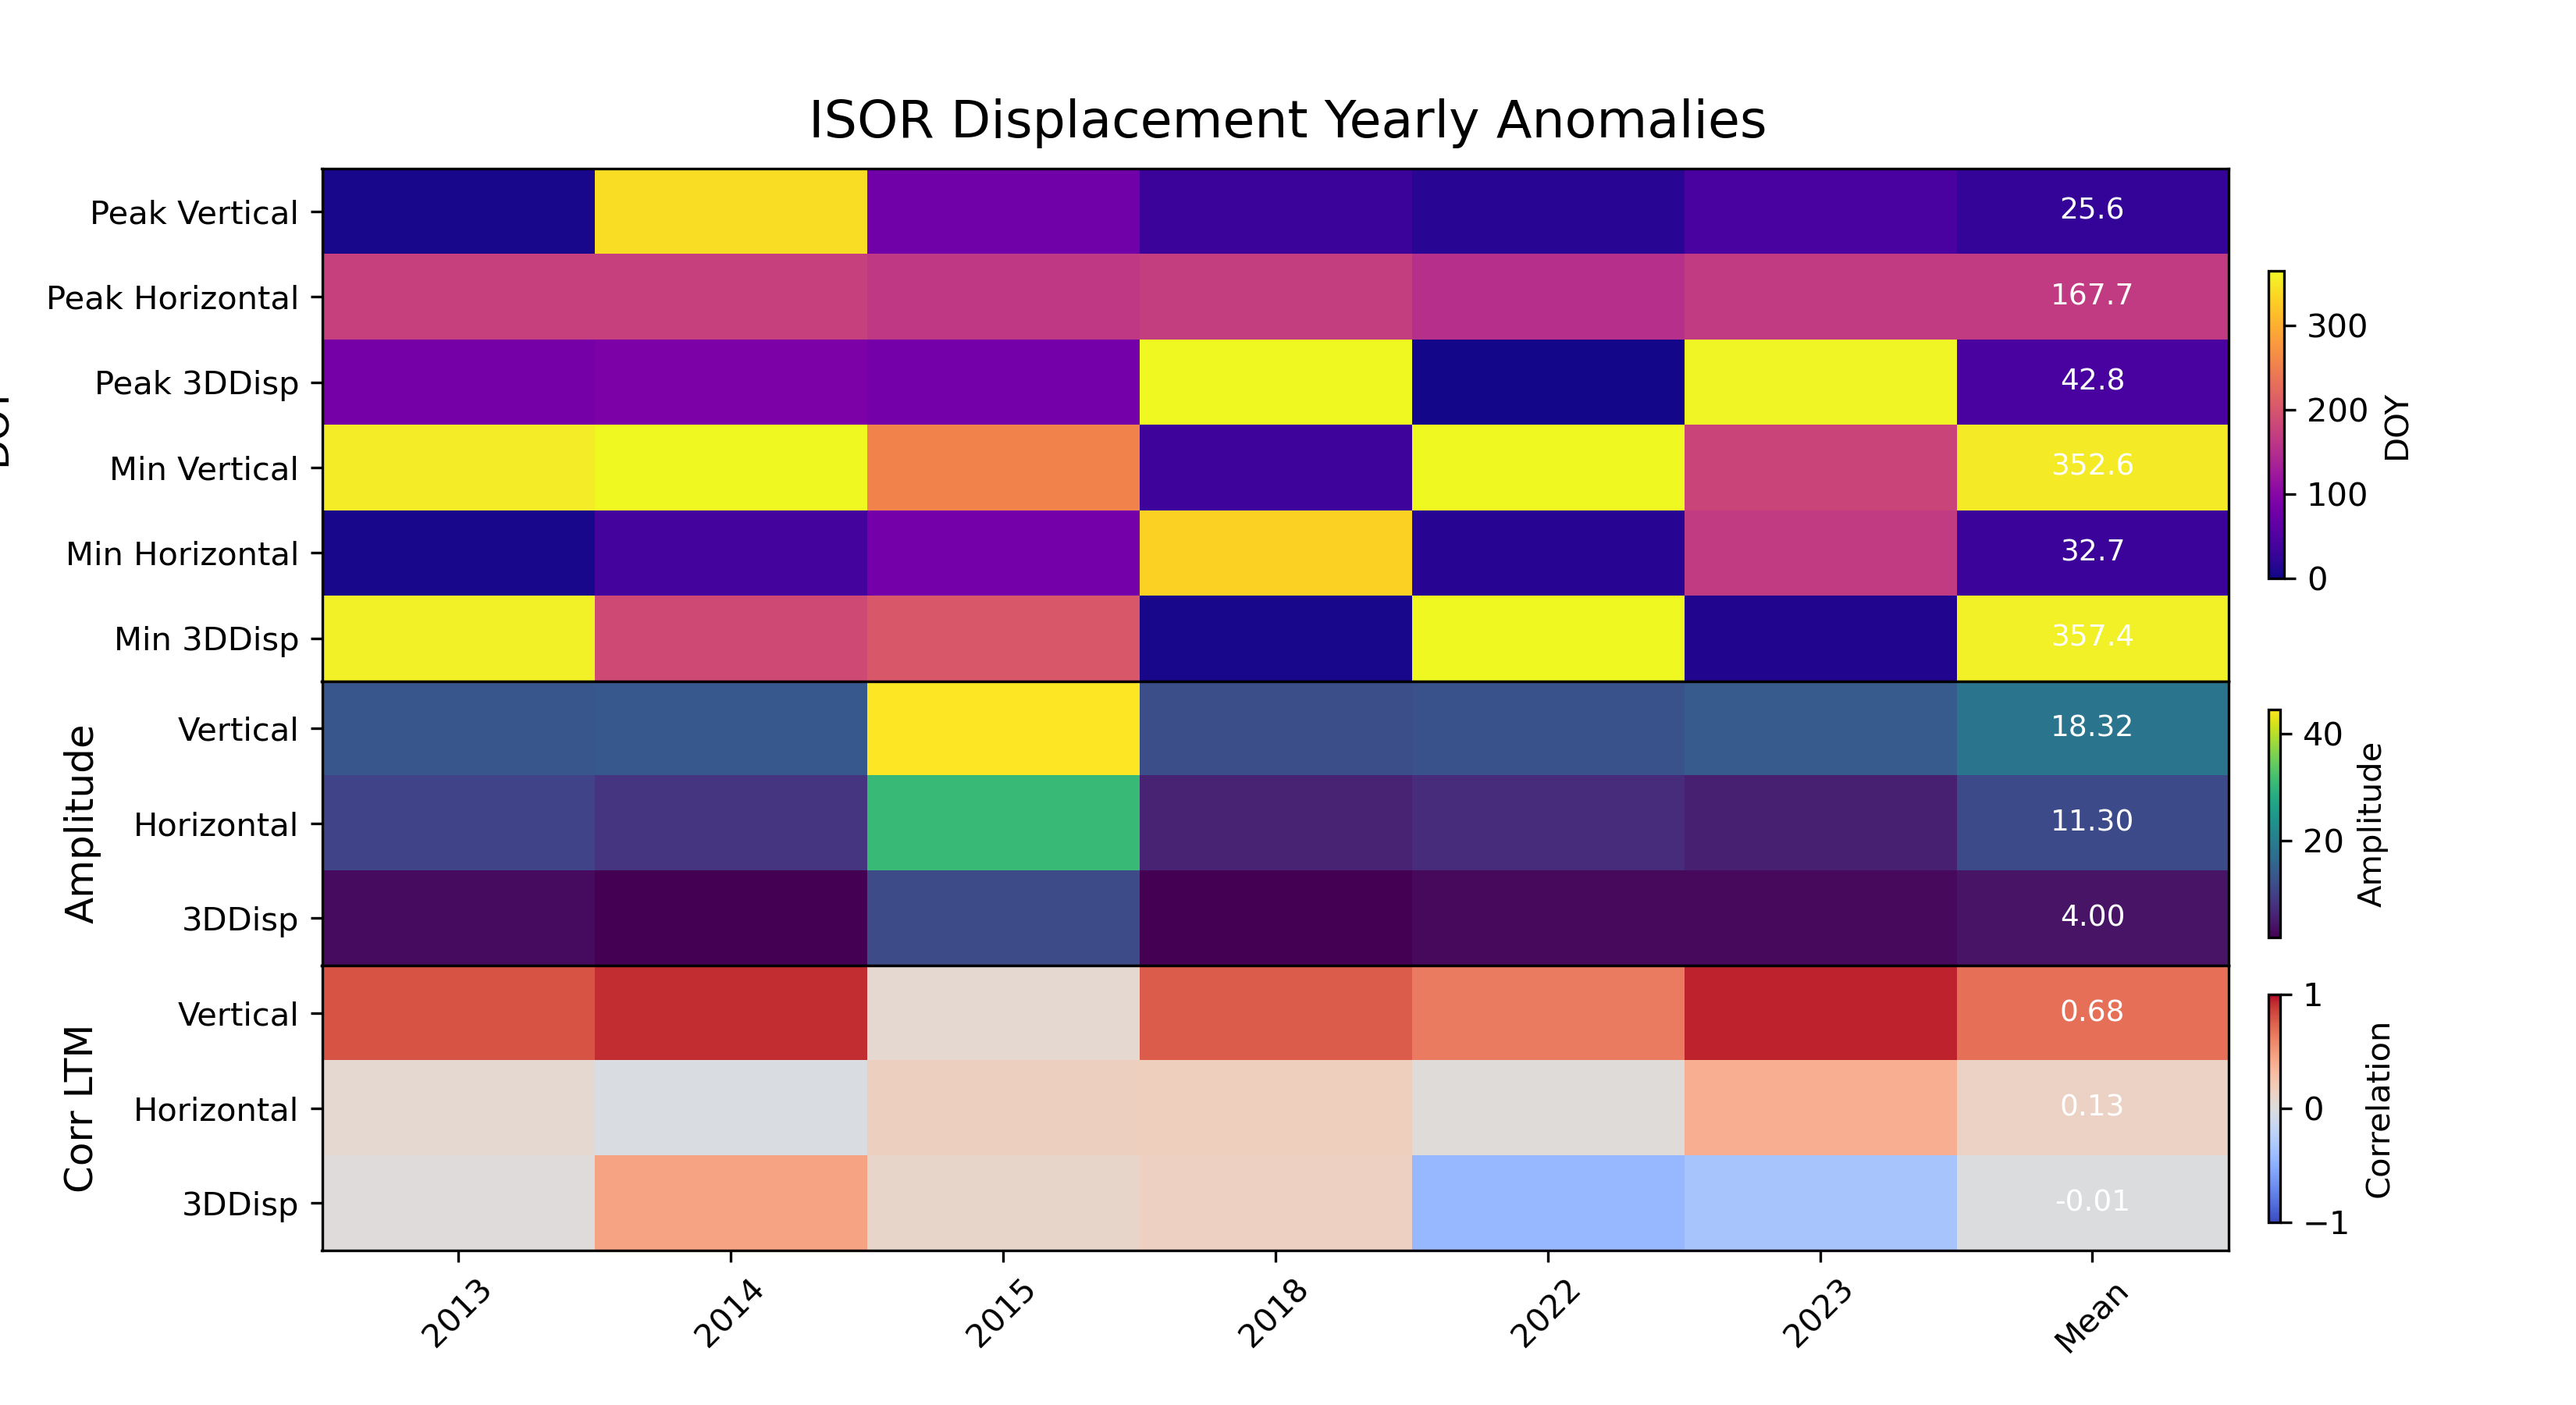 ISOR Displacement Yearly Anomalies
Peak Vertical
25.6
Peak Horizontal
167.7
Peak 3DDisp
42.8
Min Vertical
352.6
Min Horizontal
32.7
Min 3DDisp
357.4
300
200
100
0
DOY
Amplitude
Vertical
18.32
Horizontal
11.30
3DDisp
4.00
40
20
Amplitude
Corr LTM
Vertical
0.68
Horizontal
0.13
3DDisp
-0.01
1
0
−1
Correlation
2013
2014
2015
2018
2022
2023
Mean